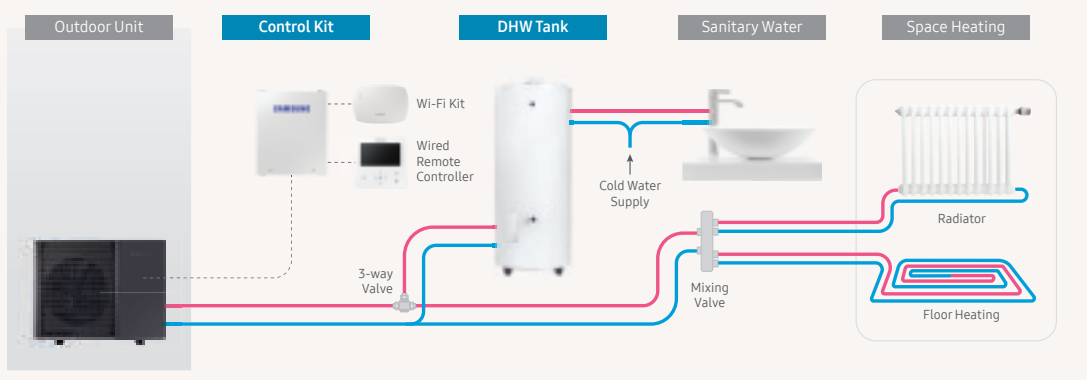 Outdoor Unit
Control Kit
DHW Tank
Sanitary Water
Space Heating
SAMSUNG
Wi-Fi Kit
Wired
Remote
Controller
Cold Water
Supply
3-way
Valve
Mixing
Valve
Radiator
Floor Heating